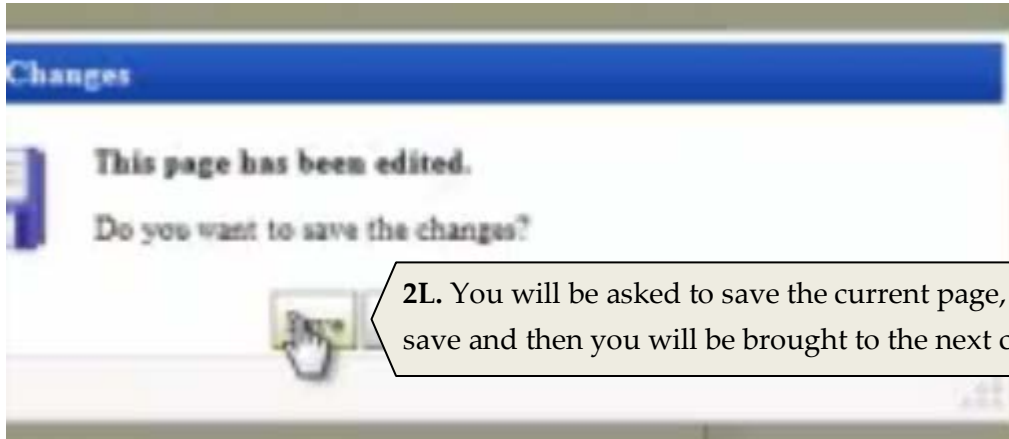 Changes
This page has been edited.
Do you want to save the changes?
Save
2L. You will be asked to save the current page,
save and then you will be brought to the next